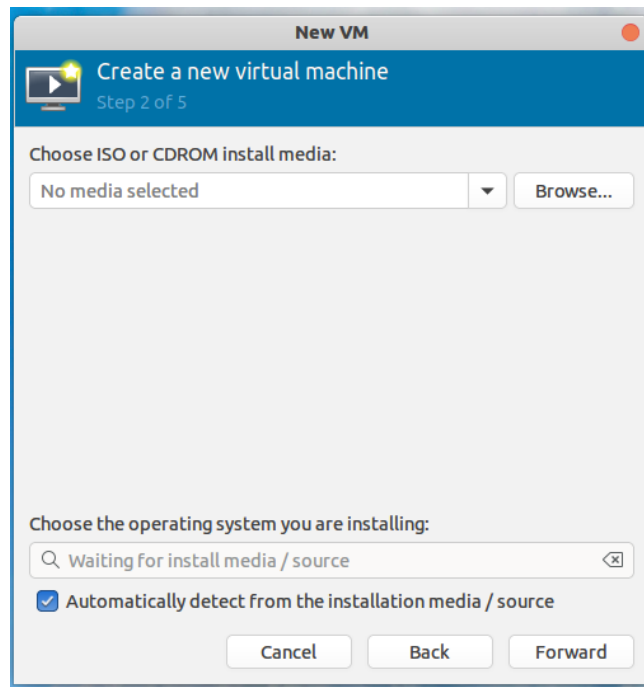 New VM
Create a new virtual machine
Step 2 of 5
Choose ISO or CDROM install media:
No media selected
Browse...
Choose the operating system you are installing:
Waiting for install media / source
Automatically detect from the installation media / source
Cancel Back Forward